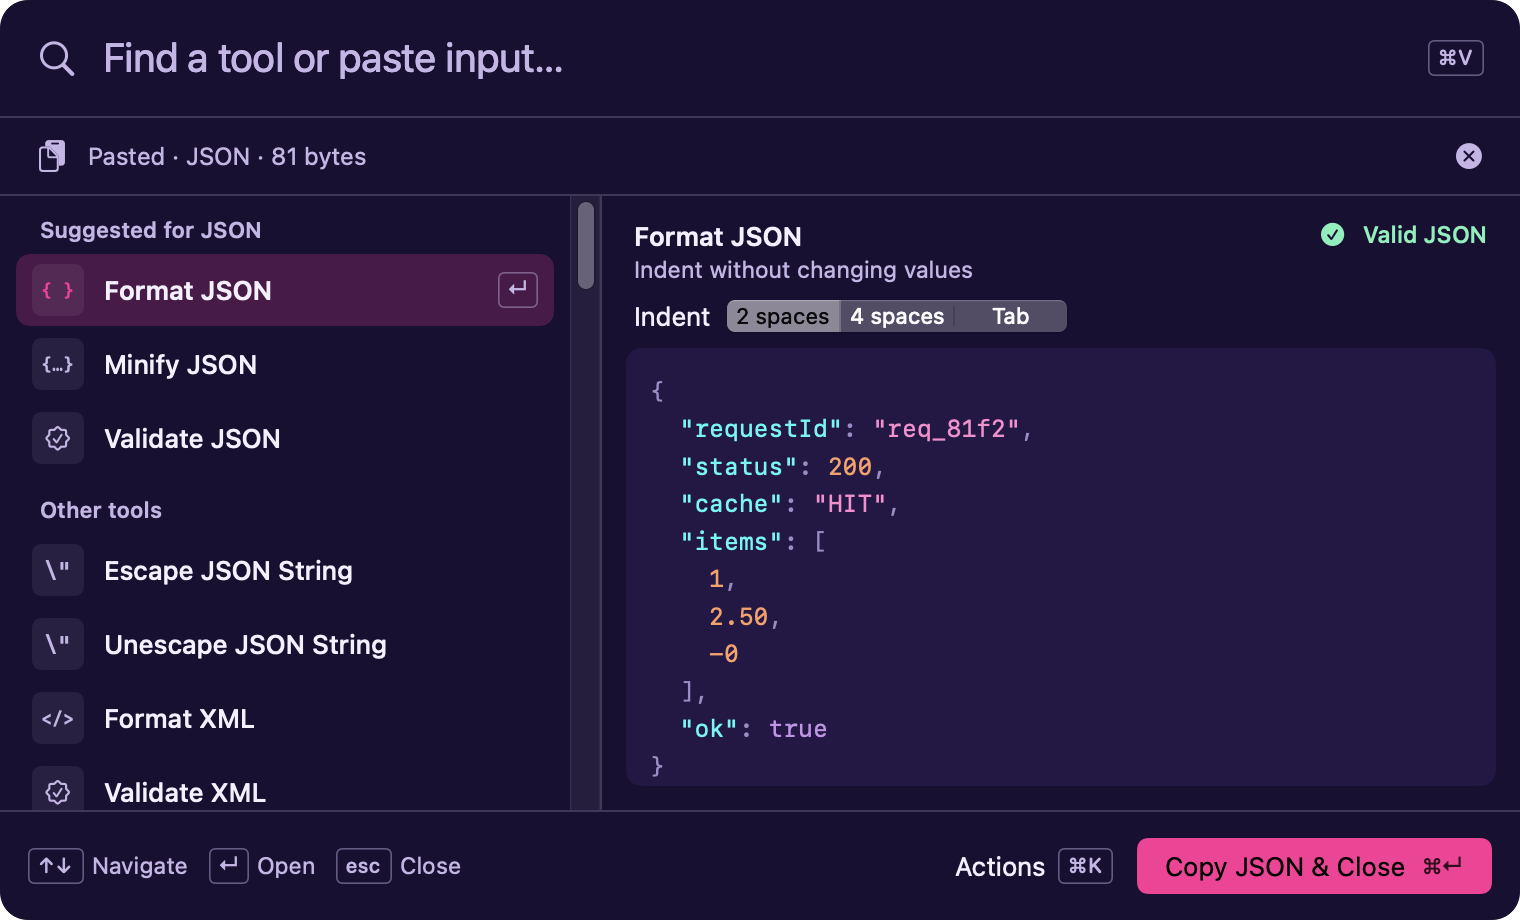 Find a tool or paste input...
⌘V
Pasted · JSON · 81 bytes
Suggested for JSON
{ } Format JSON ↵
{…} Minify JSON
Validate JSON
Other tools
\" Escape JSON String
\" Unescape JSON String
</> Format XML
Validate XML
Format JSON
Valid JSON
Indent without changing values
Indent 2 spaces 4 spaces Tab
{
  "requestId": "req_81f2",
  "status": 200,
  "cache": "HIT",
  "items": [
    1,
    2.50,
    −0
  ],
  "ok": true
}
↑↓ Navigate ↵ Open esc Close
Actions ⌘K Copy JSON & Close ⌘↵